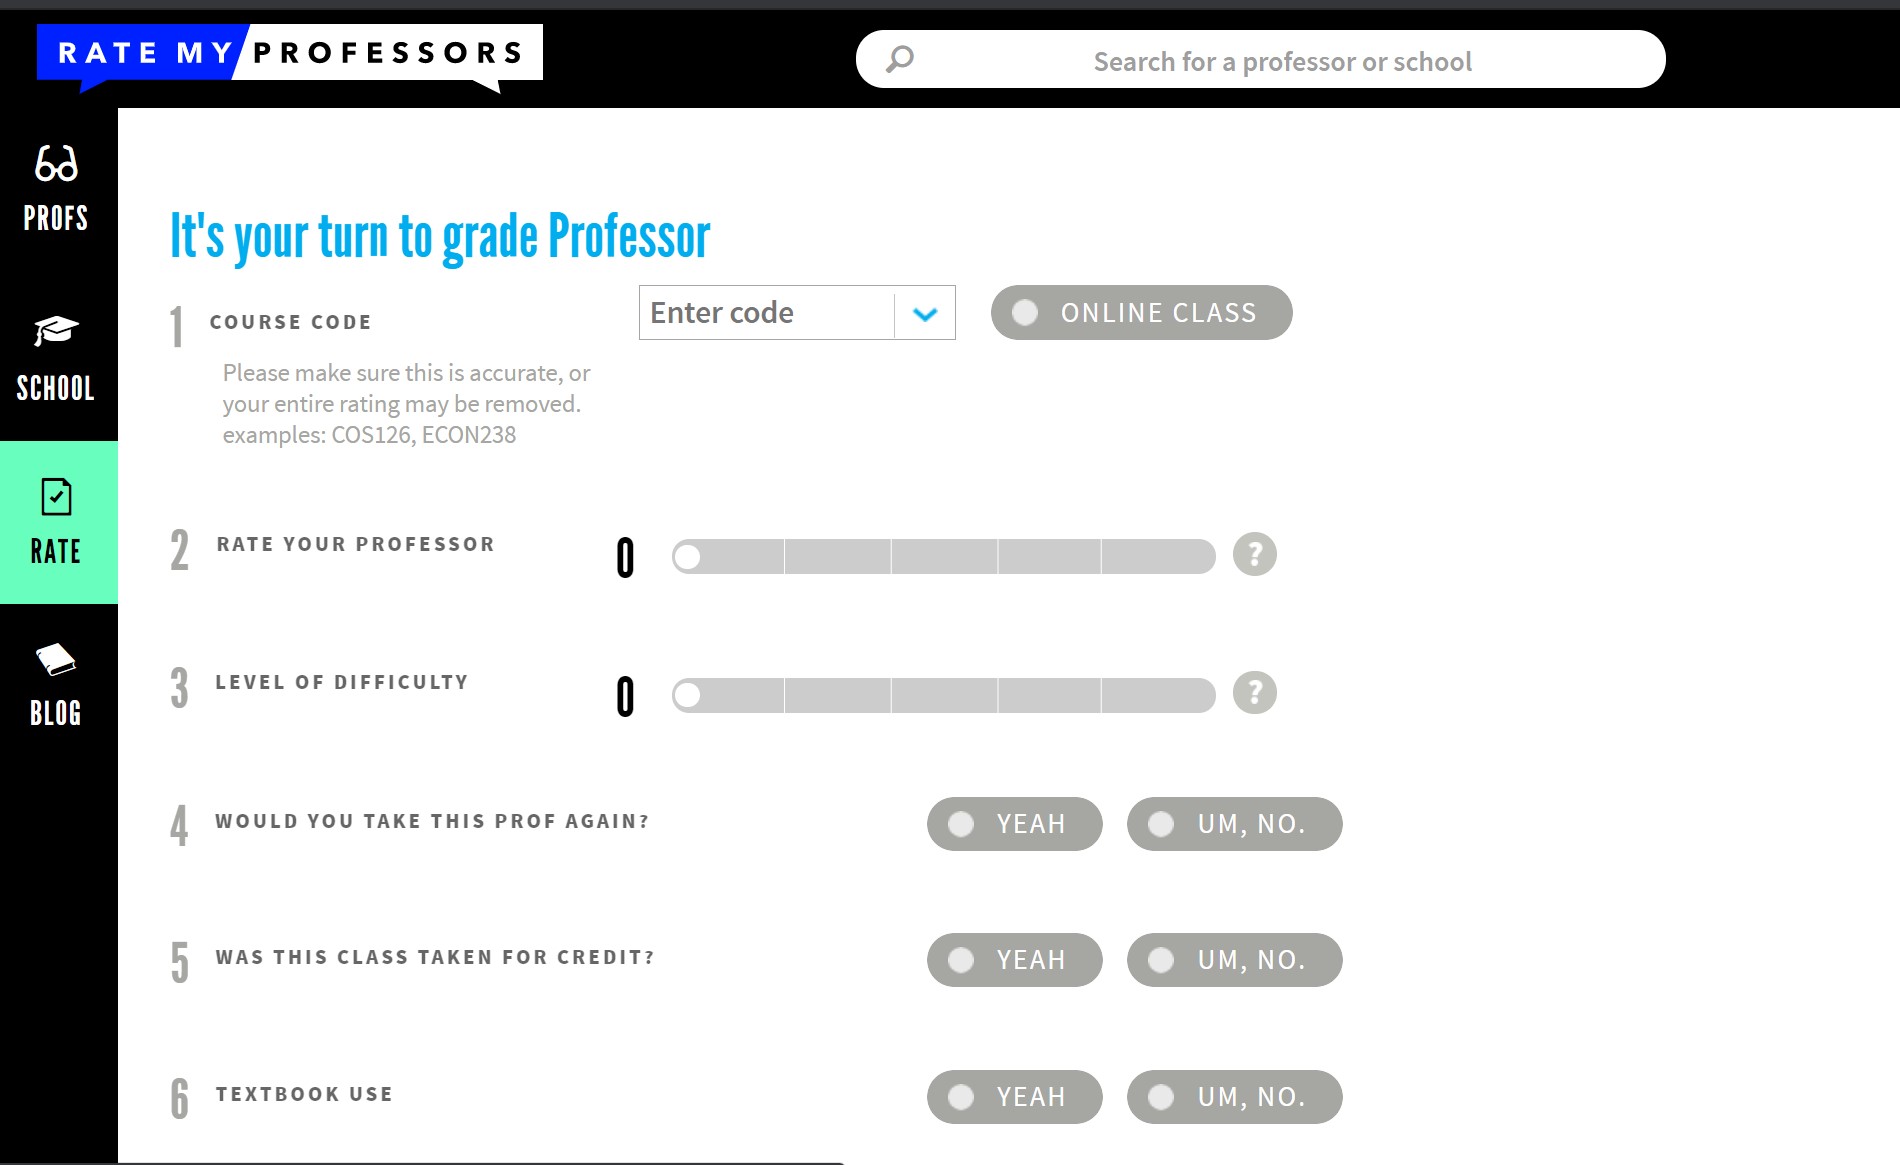 RATE MY PROFESSORS
Search for a professor or school
PROFS
SCHOOL
RATE
BLOG
It's your turn to grade Professor
1 COURSE CODE
Enter code
ONLINE CLASS
Please make sure this is accurate, or
your entire rating may be removed.
examples: COS126, ECON238
2 RATE YOUR PROFESSOR 0 ?
3 LEVEL OF DIFFICULTY 0 ?
4 WOULD YOU TAKE THIS PROF AGAIN? YEAH UM, NO.
5 WAS THIS CLASS TAKEN FOR CREDIT? YEAH UM, NO.
6 TEXTBOOK USE YEAH UM, NO.